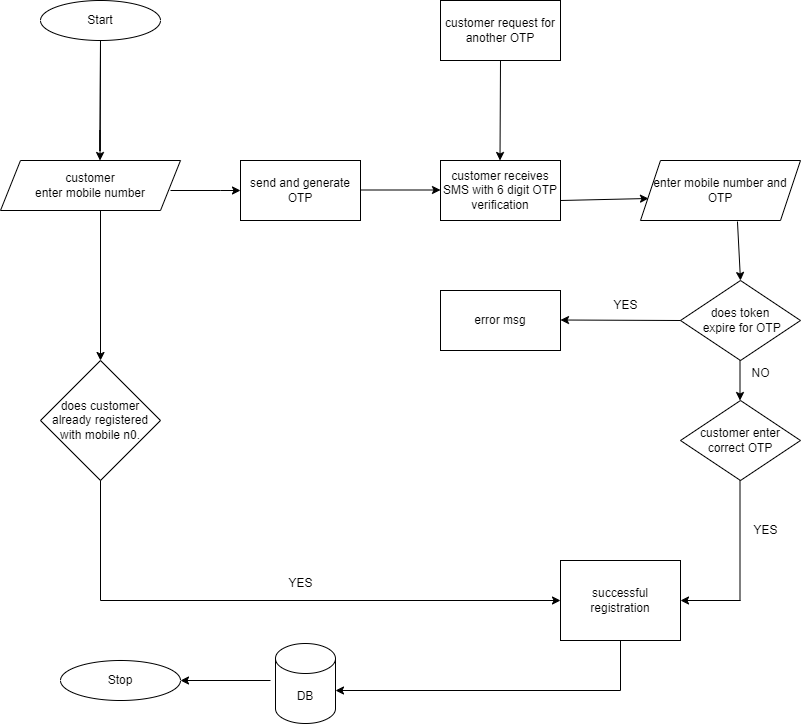 Start
customer request for
another OTP
customer
enter mobile number
send and generate
OTP
customer receives
SMS with 6 digit OTP
verification
enter mobile number and
OTP
error msg
YES
does token
expire for OTP
NO
does customer
already registered
with mobile n0.
customer enter
correct OTP
YES
YES
successful
registration
Stop
DB